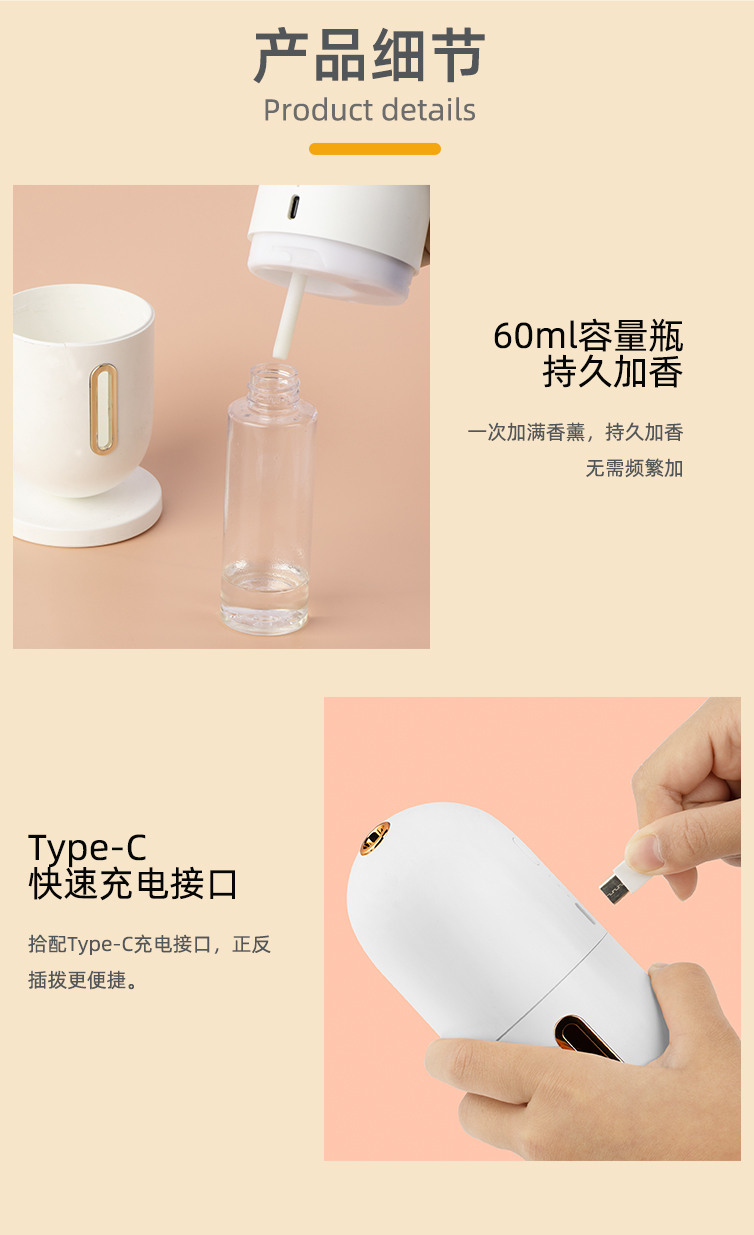 产品细节
Product details
60ml容量瓶
持久加香
一次加满香薰，持久加香
无需频繁加
Type-C
快速充电接口
拾配Type-C充电接口，正反
插拨更便捷。